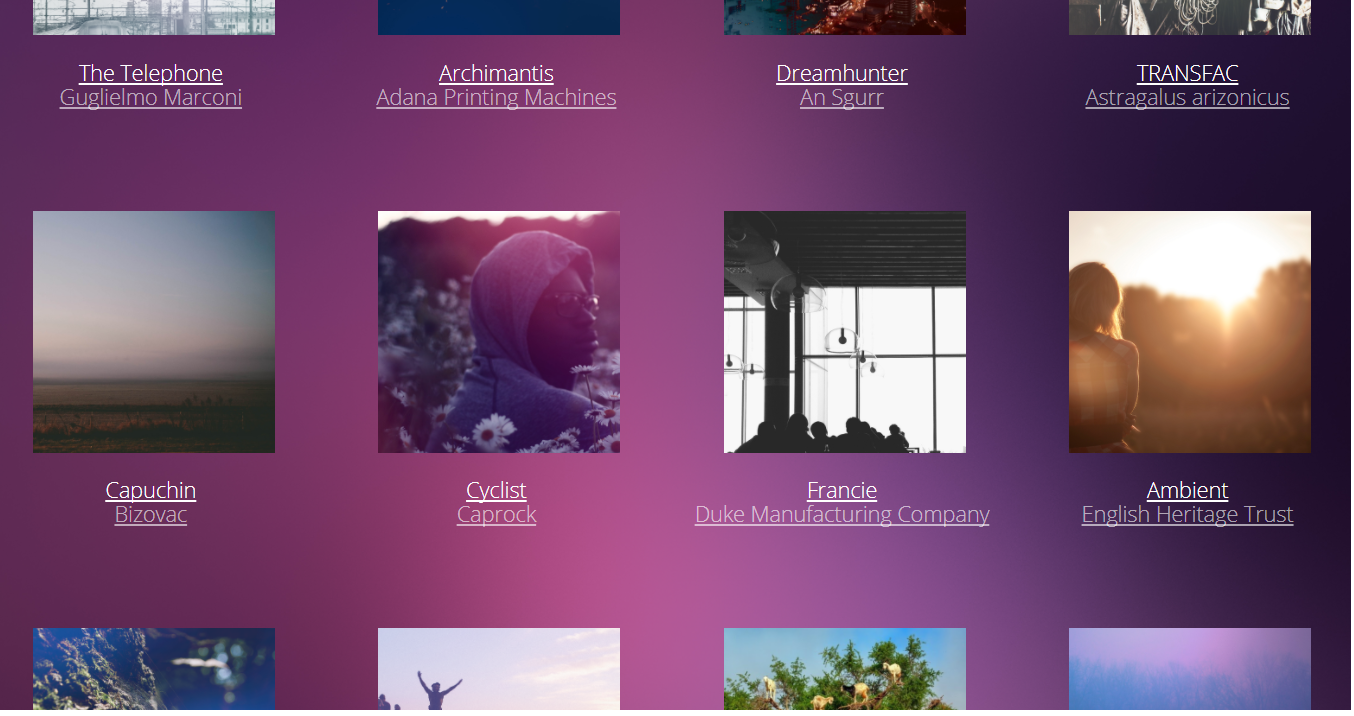 The Telephone
Guglielmo Marconi
Archimantis
Adana Printing Machines
Dreamhunter
An Sgurr
TRANSFAC
Astragalus arizonicus
Capuchin
Bizovac
Cyclist
Caprock
Francie
Duke Manufacturing Company
Ambient
English Heritage Trust